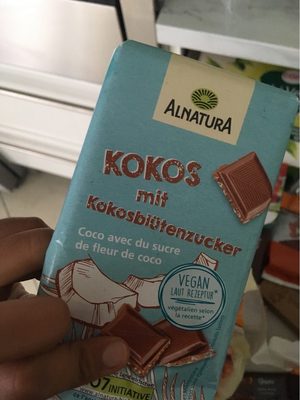 ALNATURA
KOKOS
mit
Kokosblütenzucker
Coco avec du sucre
de fleur de coco
VEGAN
LAUT REZEPTUR*
végétalien selon
la recette*
INITIATIVE